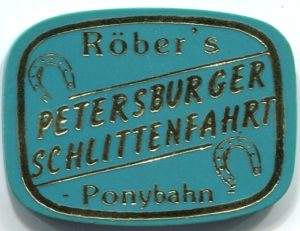 Röber's
PETERSBURGER
SCHLITTENFAHRT
- Ponybahn -